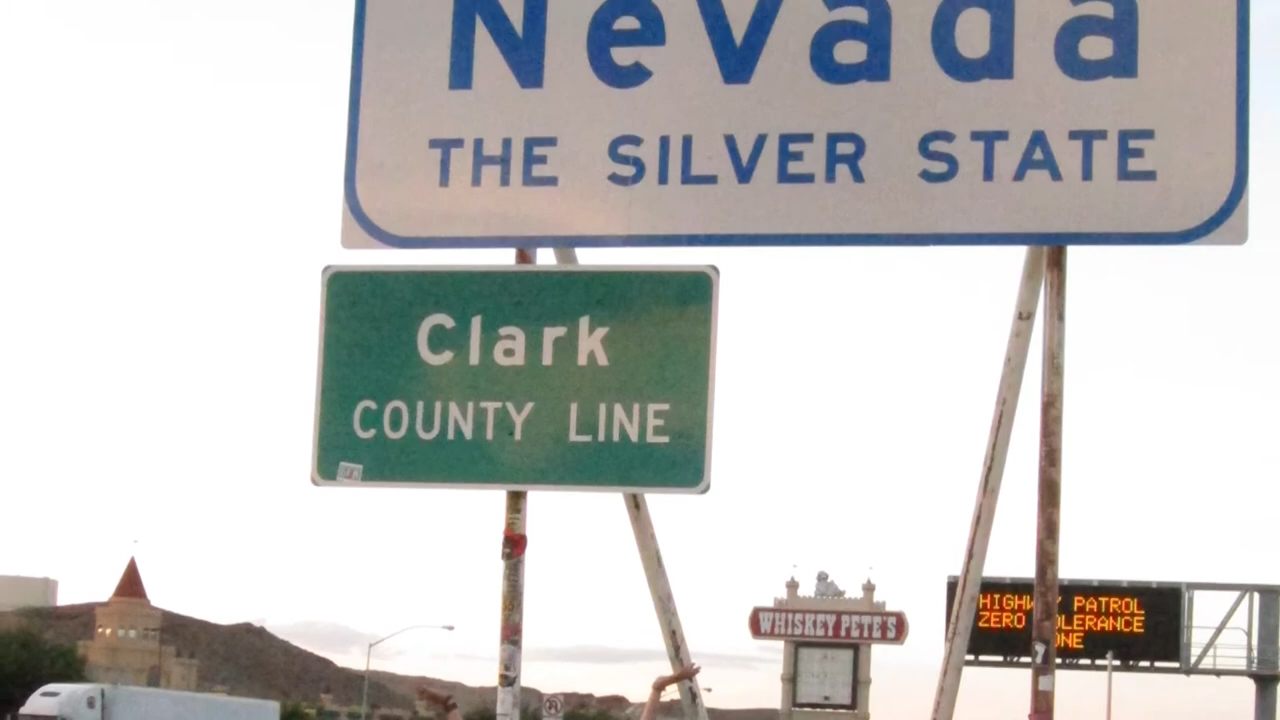 Nevada
THE SILVER STATE
Clark
COUNTY LINE
WHISKEY PETE'S
PATROL
ZERO